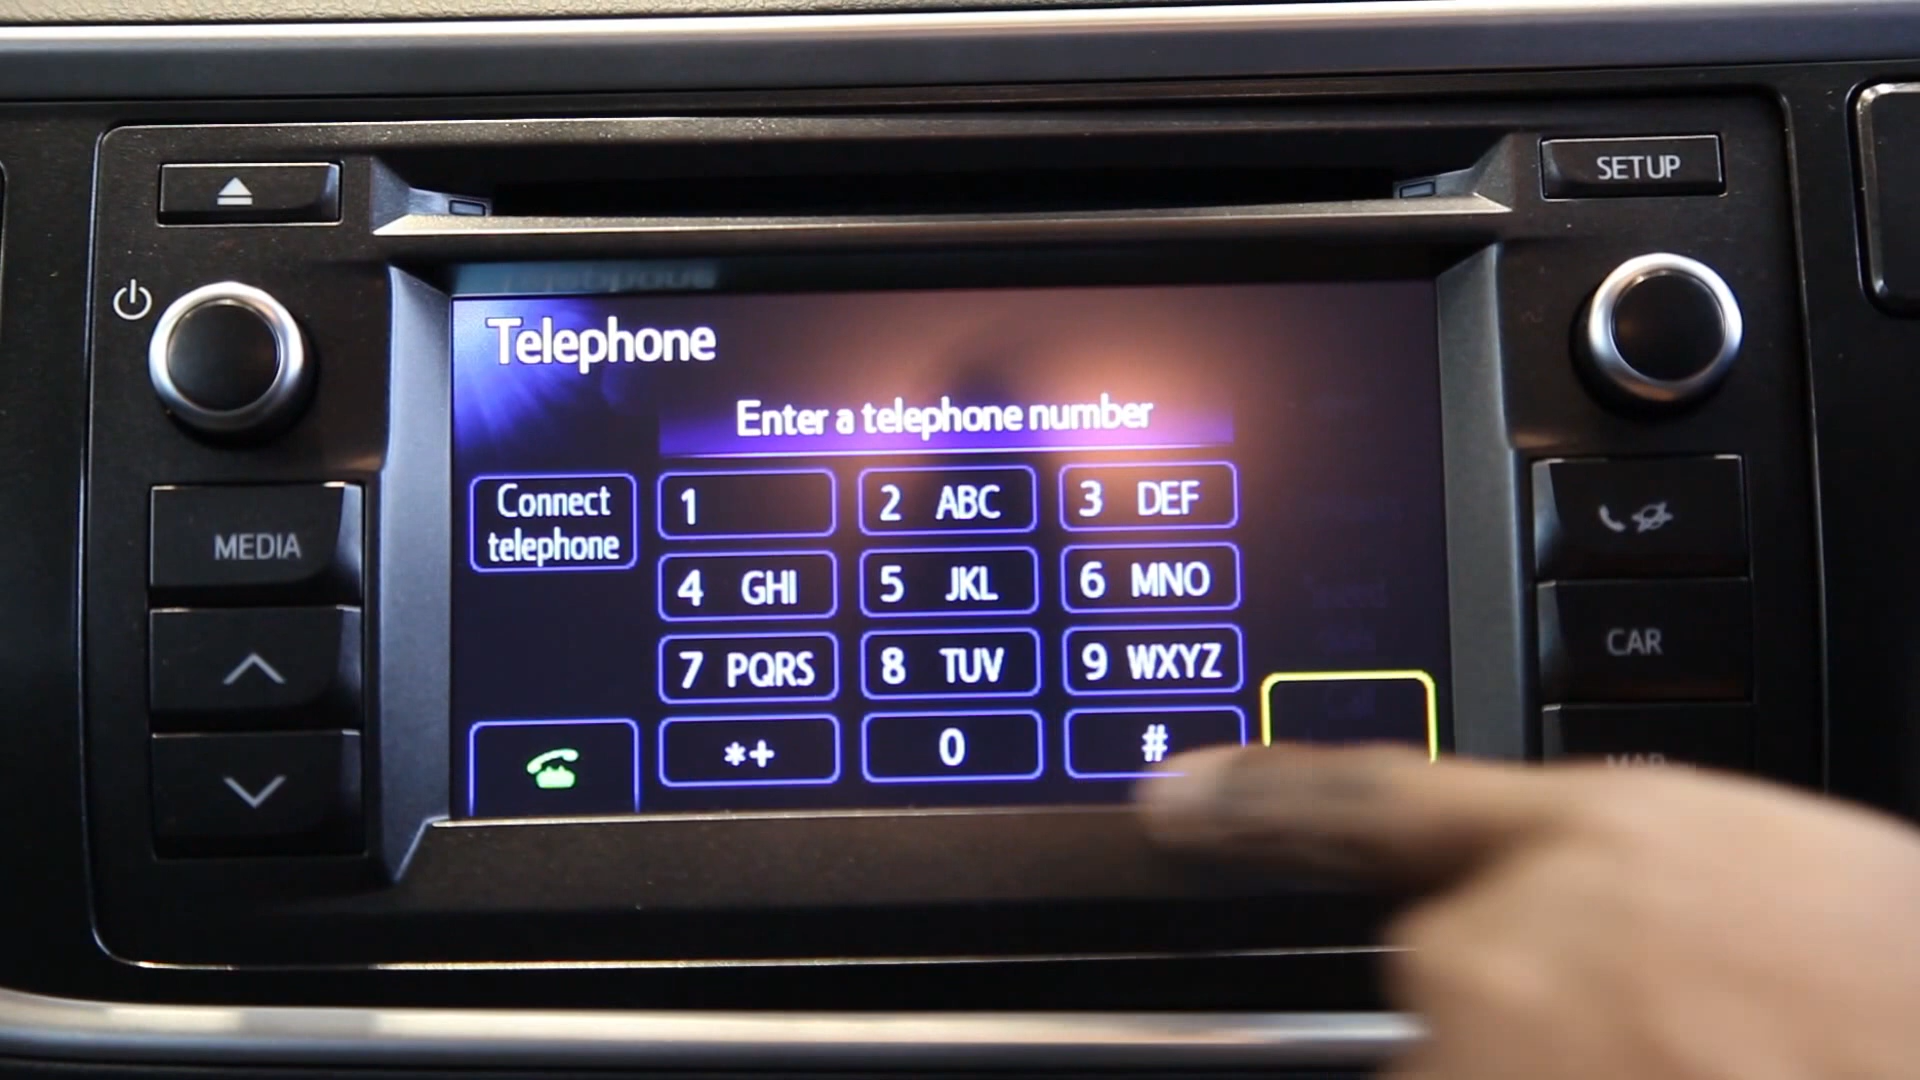 SETUP
Telephone
Enter a telephone number
Connect
telephone
1
2 ABC
3 DEF
4 GHI
5 JKL
6 MNO
7 PQRS
8 TUV
9 WXYZ
*+
0
#
MEDIA
CAR